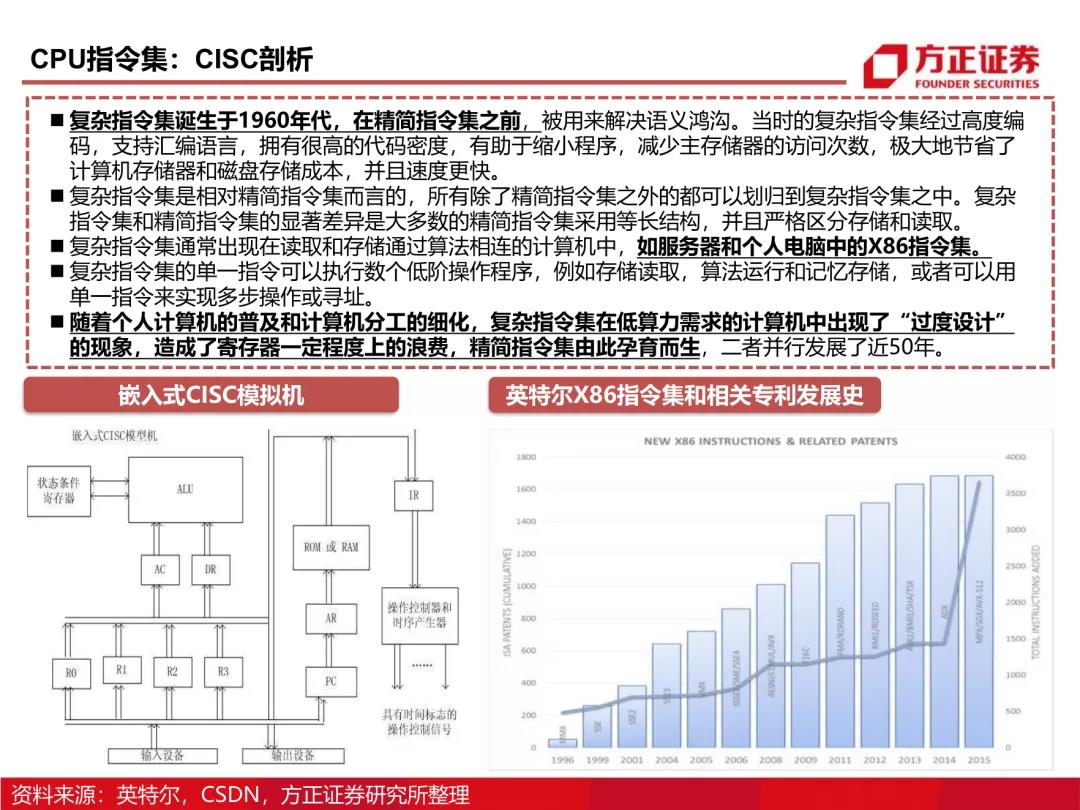 CPU指令集：CISC剖析
方正证券
FOUNDER SECURITIES
■复杂指令集诞生于1960年代，在精简指令集之前，被用来解决语义鸿沟。当时的复杂指令集经过高度编
码，支持汇编语言，拥有很高的代码密度，有助于缩小程序，减少主存储器的访问次数，极大地节省了
计算机存储器和磁盘存储成本，并且速度更快。
■复杂指令集是相对精简指令集而言的，所有除了精简指令集之外的都可以划归到复杂指令集之中。复杂
指令集和精简指令集的显著差异是大多数的精简指令集采用等长结构，并且严格区分存储和读取。
■复杂指令集通常出现在读取和存储通过算法相连的计算机中，如服务器和个人电脑中的X86指令集。
■复杂指令集的单一指令可以执行数个低阶操作程序，例如存储读取，算法运行和记忆存储，或者可以用
单一指令来实现多步操作或寻址。
■随着个人计算机的普及和计算机分工的细化，复杂指令集在低算力需求的计算机中出现了“过度设计”
的现象，造成了寄存器一定程度上的浪费，精简指令集由此孕育而生，二者并行发展了近50年。
嵌入式CISC模拟机
嵌入式CISC模型机
状态条件
寄存器
ALU
IR
ROM 或 RAM
AC
DR
AR
操作控制器和
时序产生器
......
R0
R1
R2
R3
PC
具有时间标志的
操作控制信号
输入设备
输出设备
英特尔X86指令集和相关专利发展史
NEW X86 INSTRUCTIONS & RELATED PATENTS
ISA PATENTS (CUMULATIVE)
1800
1600
1400
1200
1000
800
600
400
200
0
4000
3500
3000
2500
2000
1500
1000
500
0
TOTAL INSTRUCTIONS ADDED
MMX
SSE
SSE2
SSE3
VMX
SSSE3/SME/SSE4
F16C
FMA/RDRAND
BMI1/RDSEED
AVX2/BMI2/SHA/TSX
ADX
MPX/SGX/AVX-512
1996
1999
2001
2004
2005
2006
2008
2009
2011
2012
2013
2014
2015
资料来源：英特尔，CSDN，方正证券研究所整理